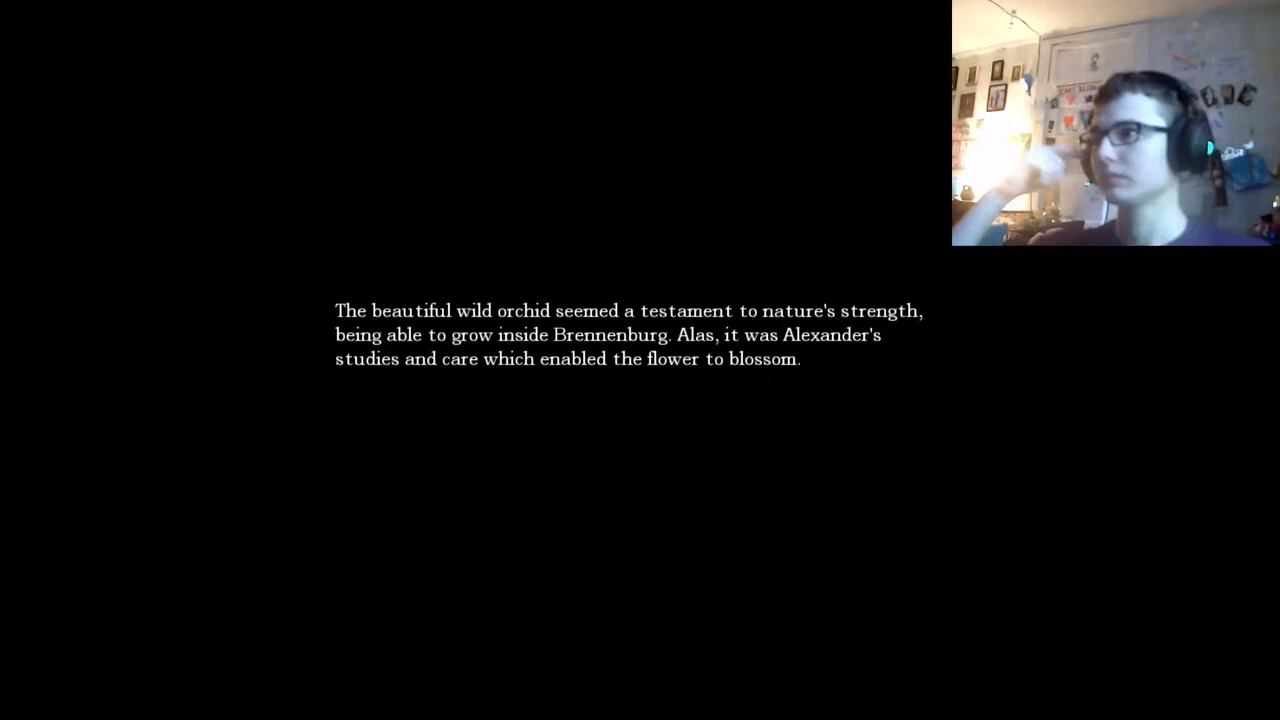 The beautiful wild orchid seemed a testament to nature's strength,
being able to grow inside Brennenburg. Alas, it was Alexander's
studies and care which enabled the flower to blossom.